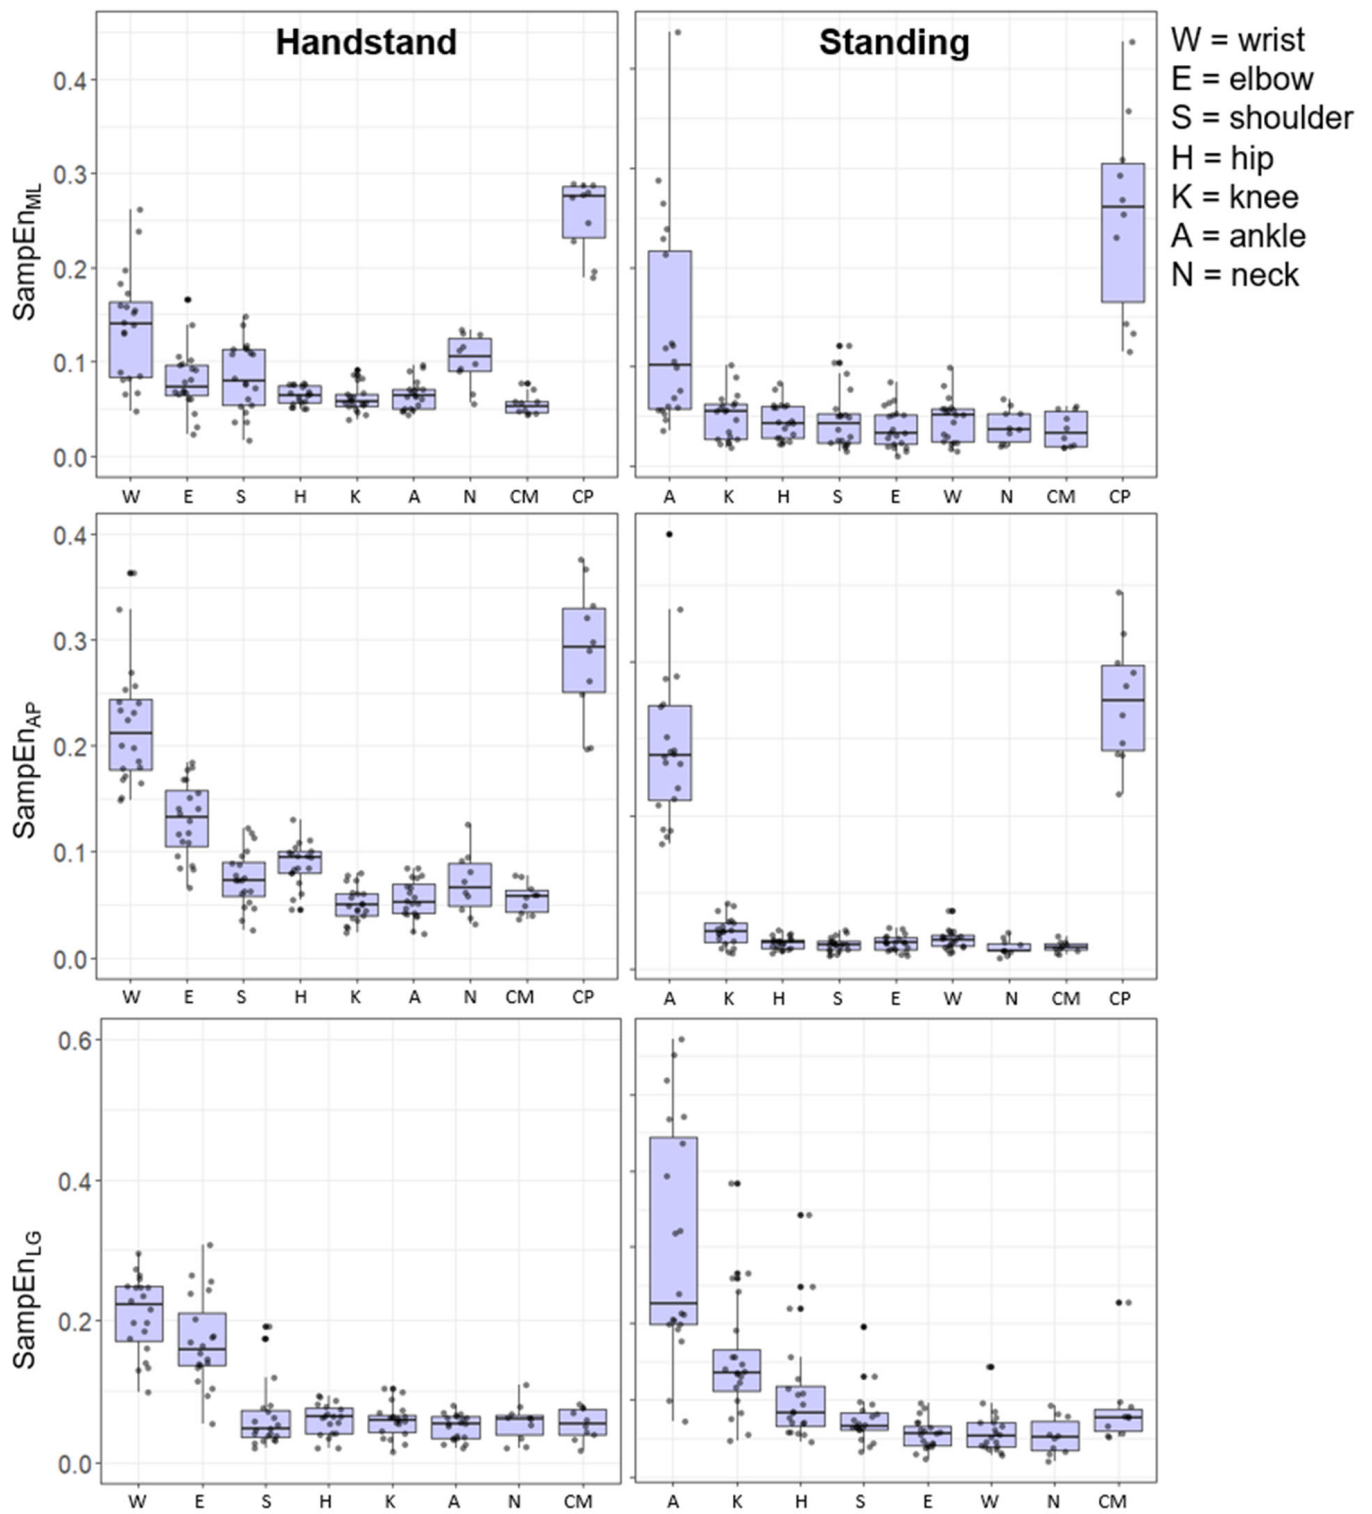 Handstand
Standing
W = wrist
E = elbow
S = shoulder
H = hip
K = knee
A = ankle
N = neck
SampEnML
0.4
0.3
0.2
0.1
0.0
W E S H K A N CM CP
A K H S E W N CM CP
SampEnAP
0.4
0.3
0.2
0.1
0.0
W E S H K A N CM CP
A K H S E W N CM CP
SampEnLG
0.6
0.4
0.2
0.0
W E S H K A N CM
A K H S E W N CM